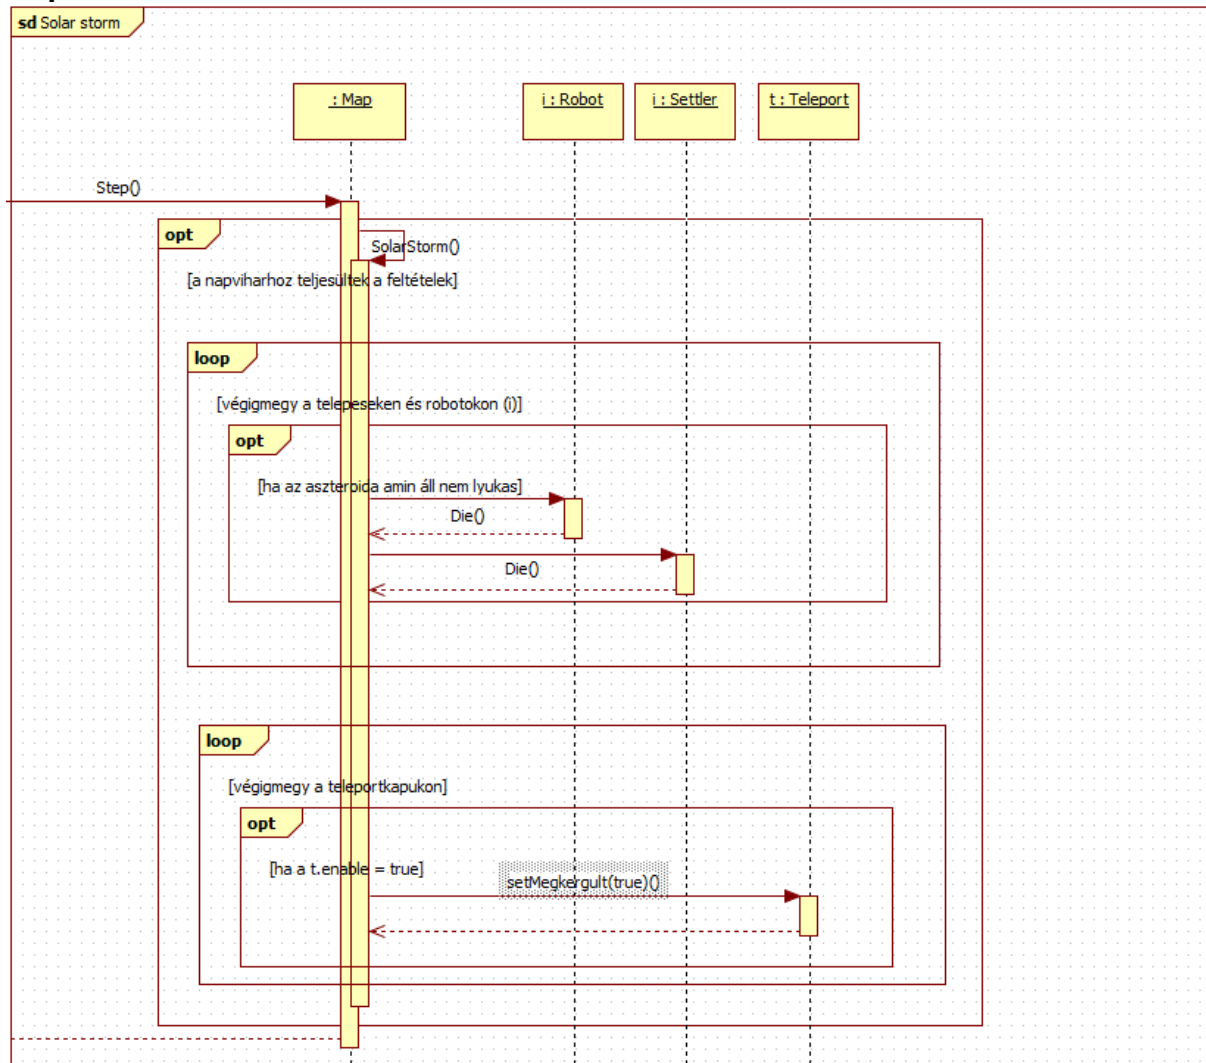 sd Solar storm
: Map
i : Robot
i : Settler
t : Teleport
Step()
opt
SolarStorm()
[a napviharhoz teljesültek a feltételek]
loop
[végigmegy a telepeseken és robotokon (i)]
opt
[ha az aszteroida amin áll nem lyukas]
Die()
Die()
loop
[végigmegy a teleportkapukon]
opt
[ha a t.enable = true]
setMegkergult(true)()